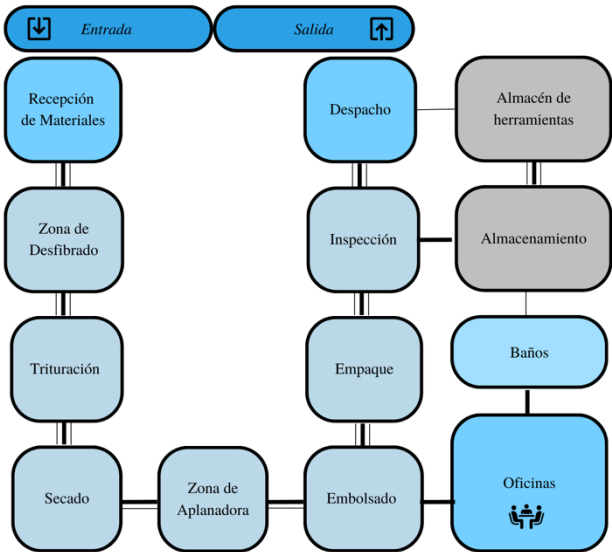 Entrada
Salida
Recepción
de Materiales
Despacho
Almacén de
herramientas
Zona de
Desfibrado
Inspección
Almacenamiento
Trituración
Empaque
Baños
Secado
Zona de
Aplanadora
Embolsado
Oficinas